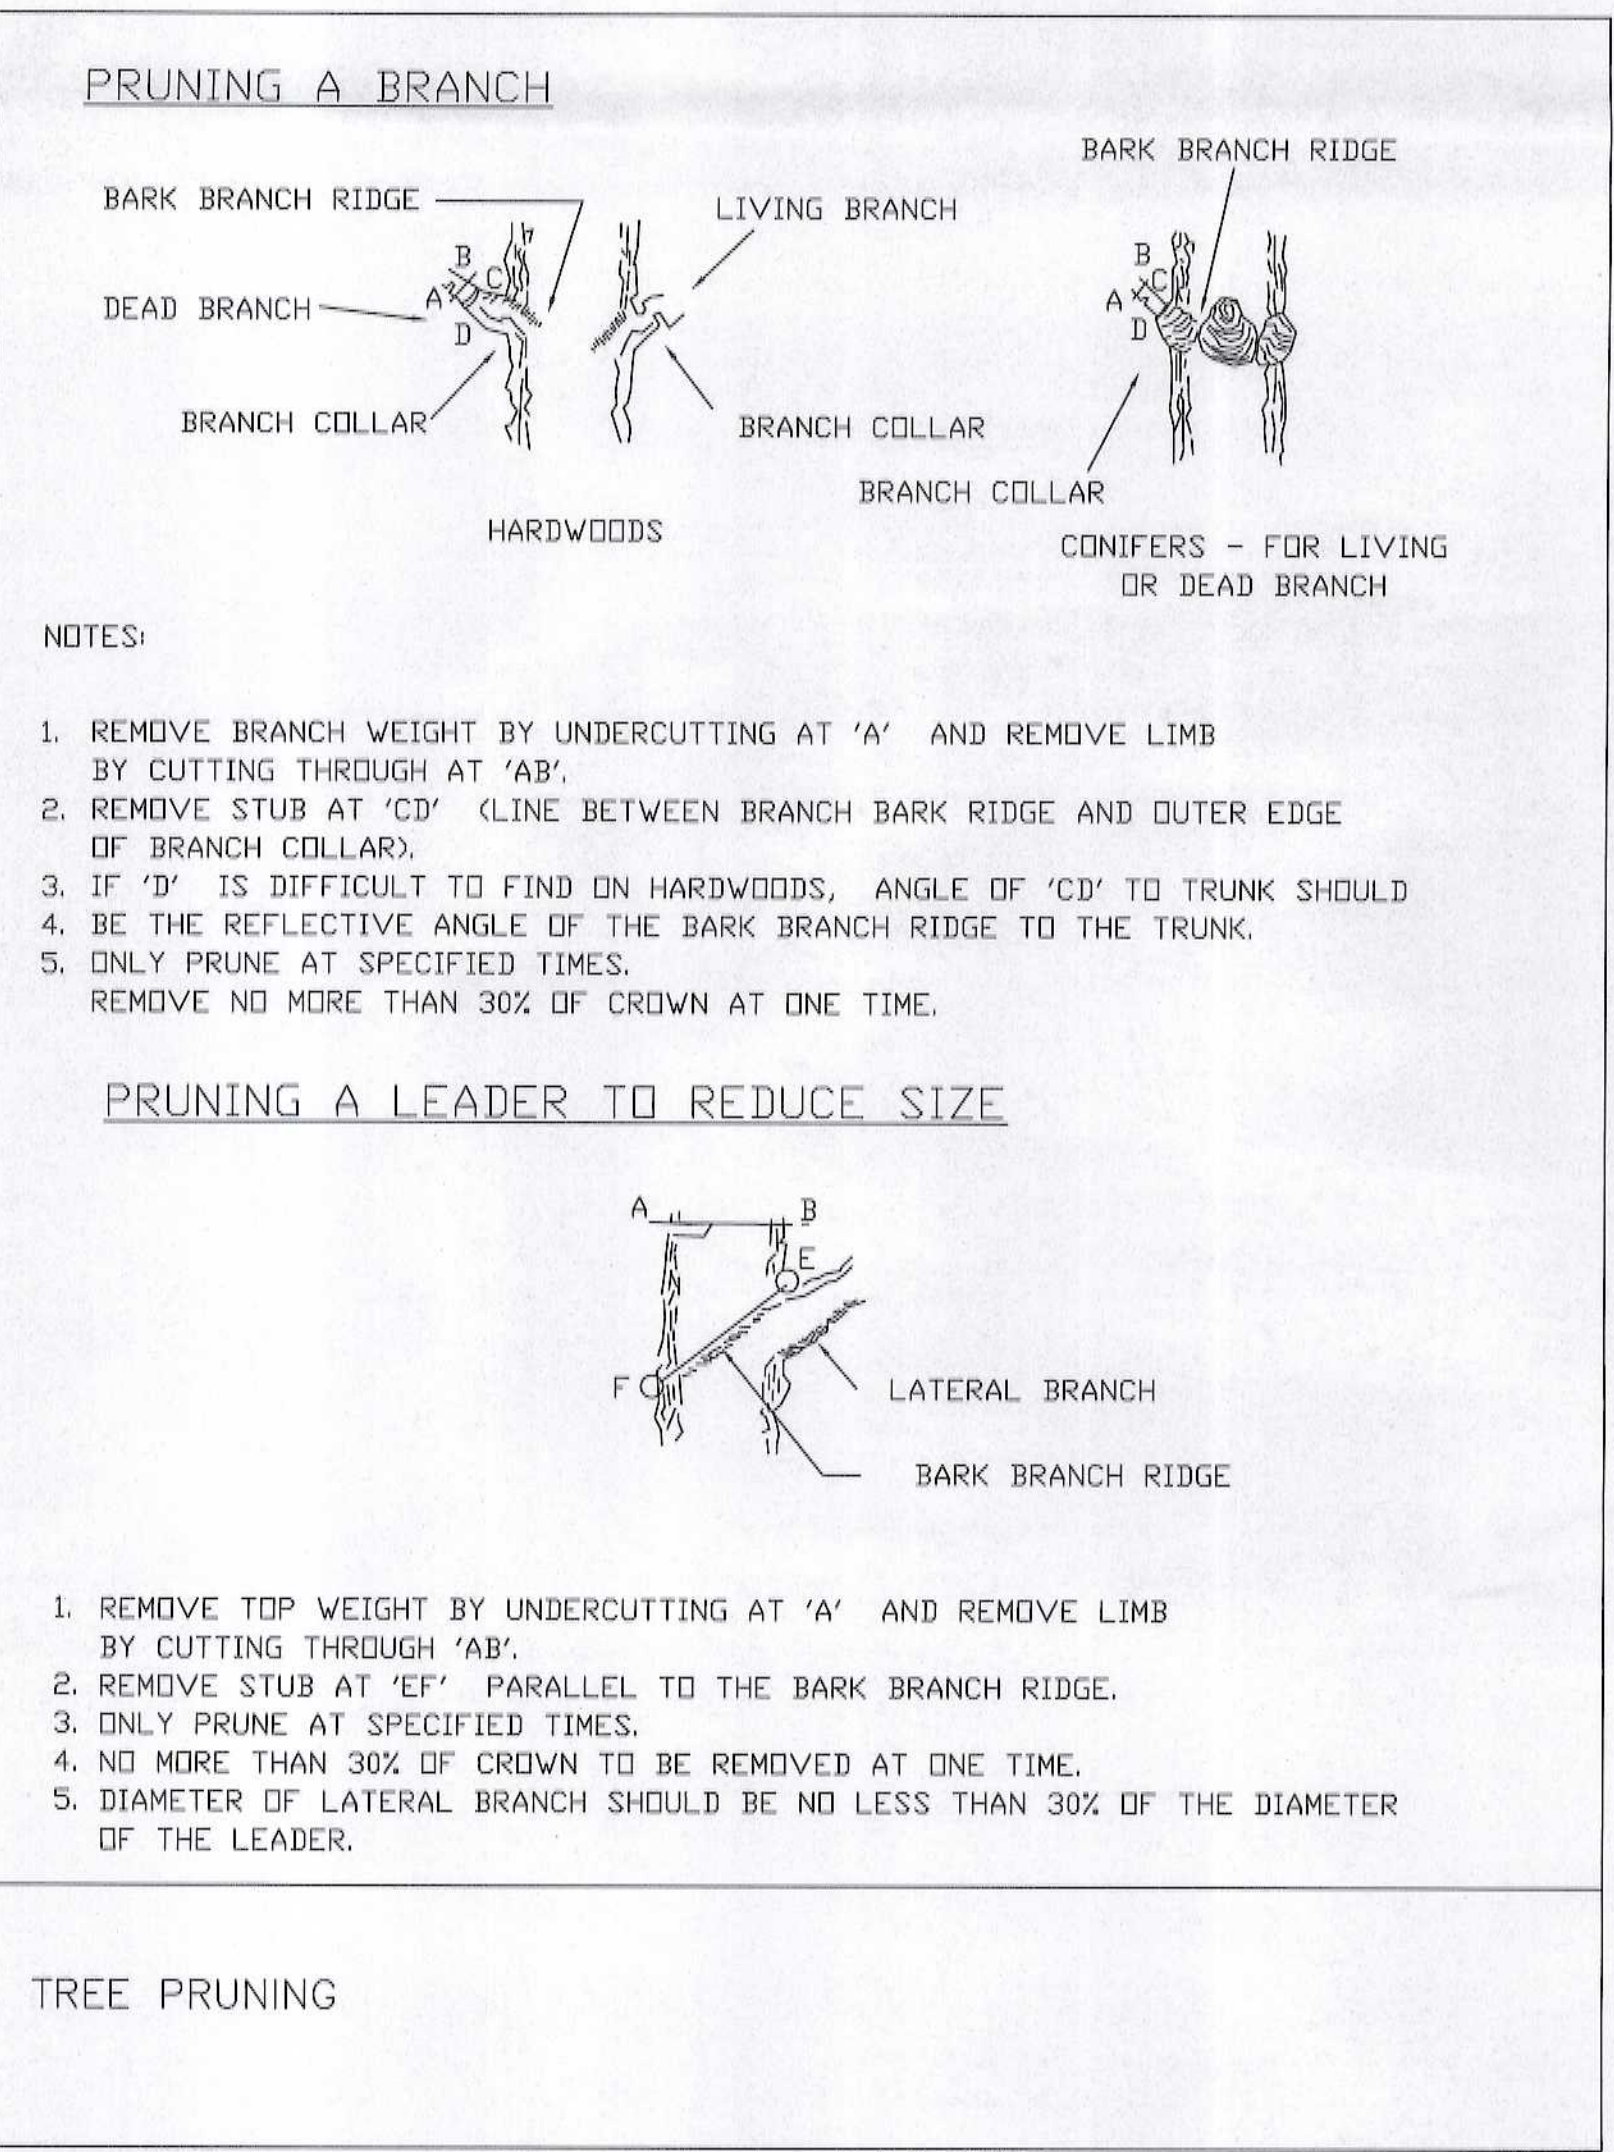 PRUNING A BRANCH
BARK BRANCH RIDGE
BARK BRANCH RIDGE
LIVING BRANCH
B
C
A
D
DEAD BRANCH
B
C
A
D
BRANCH COLLAR
BRANCH COLLAR
BRANCH COLLAR
HARDWOODS
CONIFERS - FOR LIVING
OR DEAD BRANCH
NOTES:
1. REMOVE BRANCH WEIGHT BY UNDERCUTTING AT 'A' AND REMOVE LIMB
BY CUTTING THROUGH AT 'AB'.
2. REMOVE STUB AT 'CD' (LINE BETWEEN BRANCH BARK RIDGE AND OUTER EDGE
OF BRANCH COLLAR).
3. IF 'D' IS DIFFICULT TO FIND ON HARDWOODS, ANGLE OF 'CD' TO TRUNK SHOULD
4. BE THE REFLECTIVE ANGLE OF THE BARK BRANCH RIDGE TO THE TRUNK.
5. ONLY PRUNE AT SPECIFIED TIMES.
REMOVE NO MORE THAN 30% OF CROWN AT ONE TIME.
PRUNING A LEADER TO REDUCE SIZE
A
B
E
F
LATERAL BRANCH
BARK BRANCH RIDGE
1. REMOVE TOP WEIGHT BY UNDERCUTTING AT 'A' AND REMOVE LIMB
BY CUTTING THROUGH 'AB'.
2. REMOVE STUB AT 'EF' PARALLEL TO THE BARK BRANCH RIDGE.
3. ONLY PRUNE AT SPECIFIED TIMES.
4. NO MORE THAN 30% OF CROWN TO BE REMOVED AT ONE TIME.
5. DIAMETER OF LATERAL BRANCH SHOULD BE NO LESS THAN 30% OF THE DIAMETER
OF THE LEADER.
TREE PRUNING